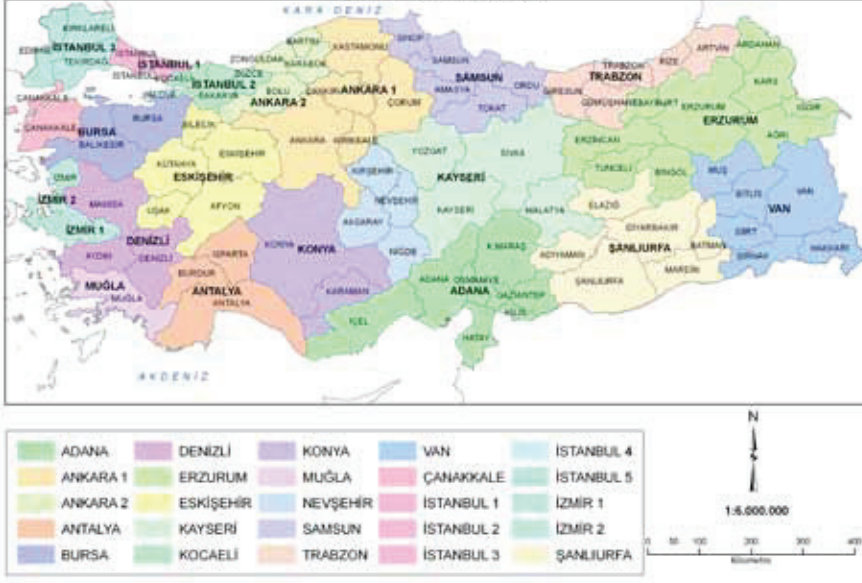 KARA DENİZ
KIRKLARELİ
EDİRNE
İSTANBUL 3
TEKİRDAĞ
İSTANBUL
İSTANBUL 1
İSTANBUL
KOCAELİ
İSTANBUL 2
YALOVA
SAKARYA
DÜZCE
ZONGULDAK
BARTIN
KARABÜK
KASTAMONU
BOLU
ANKARA 2
ÇANKIRI
ANKARA 1
ÇORUM
SİNOP
SAMSUN
SAMSUN
AMASYA
ORDU
TOKAT
GİRESUN
TRABZON
TRABZON
RİZE
ARTVİN
ARDAHAN
GÜMÜŞHANE
BAYBURT
ERZURUM
KARS
ERZURUM
IĞDIR
AĞRI
ÇANAKKALE
ÇANAKKALE
BURSA
BURSA
BALIKESİR
BİLECİK
ESKİŞEHİR
KÜTAHYA
ESKİŞEHİR
ANKARA
KIRIKKALE
YOZGAT
SİVAS
ERZİNCAN
TUNCELİ
BİNGÖL
MUŞ
BİTLİS
VAN
VAN
İZMİR
İZMİR 2
MANİSA
UŞAK
AFYON
KIRŞEHİR
NEVŞEHİR
KAYSERİ
KAYSERİ
MALATYA
ELAZIĞ
DİYARBAKIR
BATMAN
SİİRT
ŞIRNAK
HAKKARİ
İZMİR 1
DENİZLİ
AYDIN
DENİZLİ
ISPARTA
KONYA
KONYA
AKSARAY
NİĞDE
K.MARAŞ
ADIYAMAN
ŞANLIURFA
MARDİN
ŞANLIURFA
MUĞLA
MUĞLA
BURDUR
ANTALYA
ANTALYA
KARAMAN
ADANA
OSMANİYE
ADANA
GAZİANTEP
KİLİS
İÇEL
HATAY
AKDENİZ
ADANA
ANKARA 1
ANKARA 2
ANTALYA
BURSA
DENİZLİ
ERZURUM
ESKİŞEHİR
KAYSERİ
KOCAELİ
KONYA
MUĞLA
NEVŞEHİR
SAMSUN
TRABZON
VAN
ÇANAKKALE
İSTANBUL 1
İSTANBUL 2
İSTANBUL 3
İSTANBUL 4
İSTANBUL 5
İZMİR 1
İZMİR 2
ŞANLIURFA
N
S
1:6.000.000
0 50 100 200 300 400
Kilometre